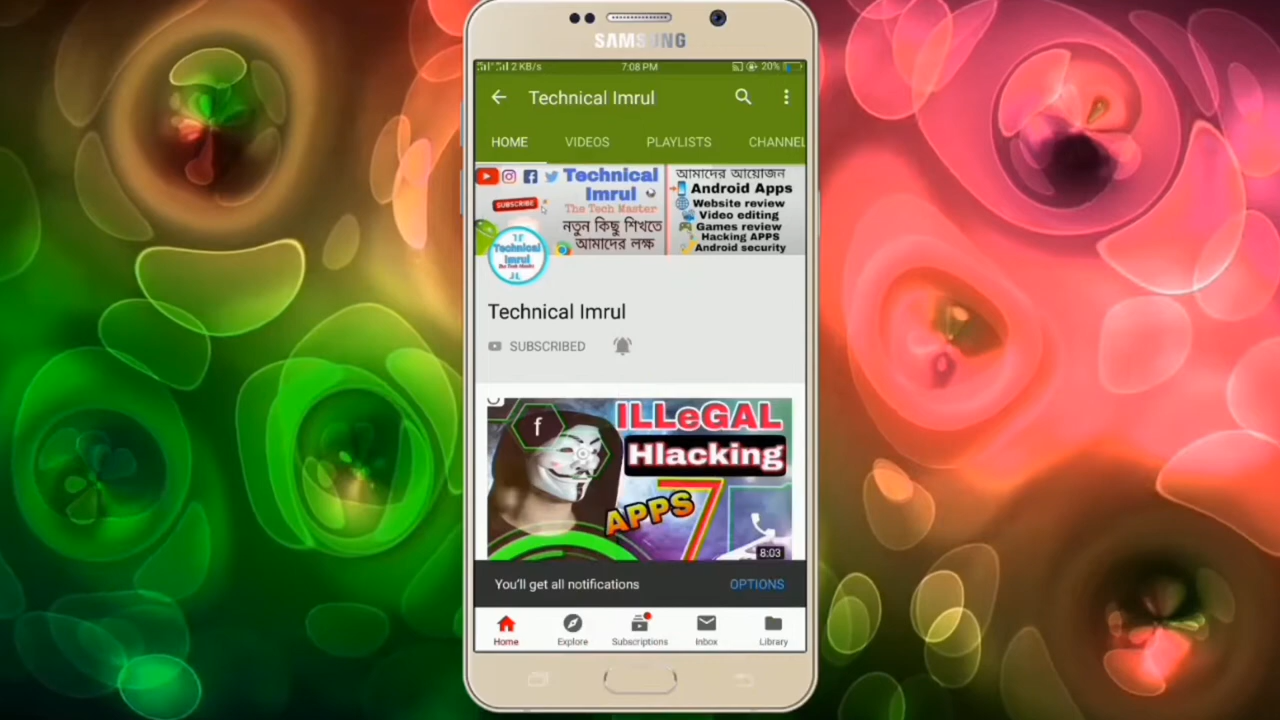 SAMSUNG
2 KB/s 7:08 PM 20%
Technical Imrul
HOME VIDEOS PLAYLISTS CHANNEL
Technical
Imrul
SUBSCRIBE
The Tech Master
নতুন কিছু শিখতে
আমাদের লক্ষ
আমাদের আয়োজন
Android Apps
Website review
Video editing
Games review
Hacking APPS
Android security
Technical
Imrul
The Tech Master
Technical Imrul
SUBSCRIBED
f
ILLeGAL
Hlacking
APPS 7
8:03
You'll get all notifications OPTIONS
Home Explore Subscriptions Inbox Library